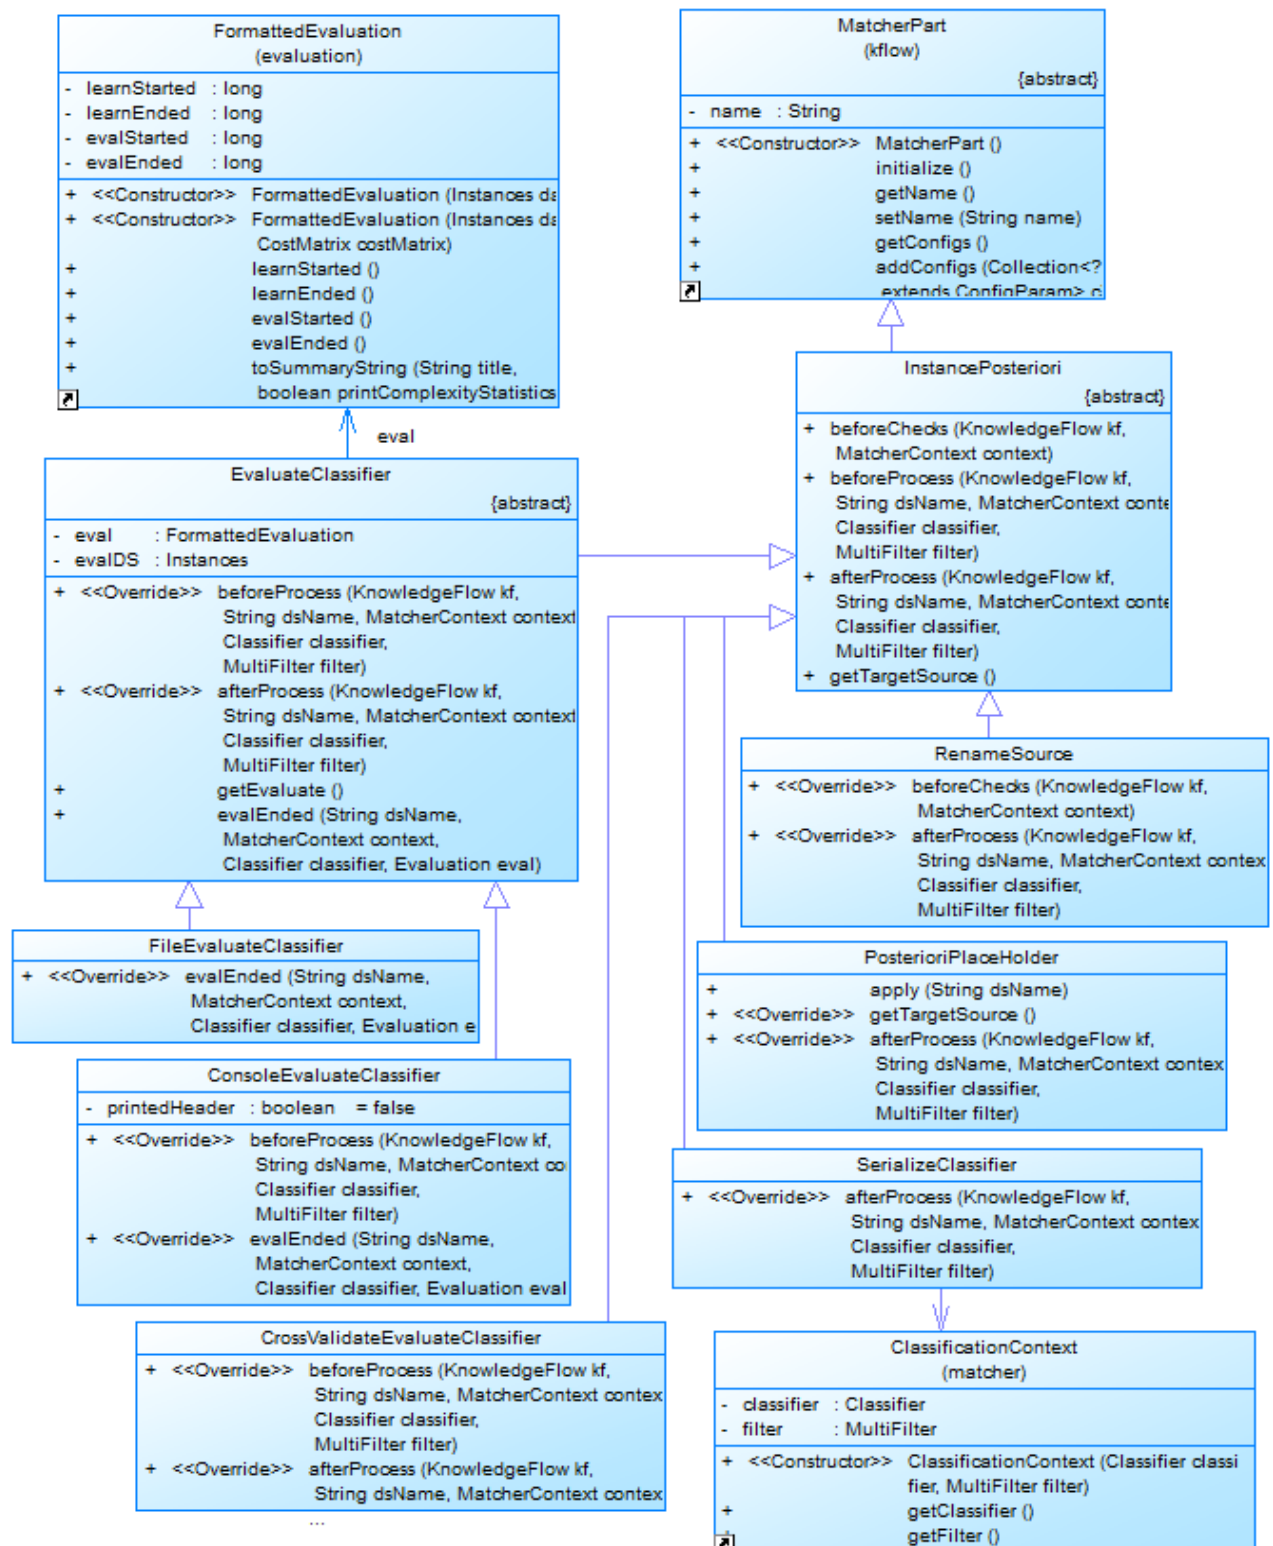 FormattedEvaluation
(evaluation)
- learnStarted : long
- learnEnded : long
- evalStarted : long
- evalEnded : long
+ <<Constructor>> FormattedEvaluation (Instances da
+ <<Constructor>> FormattedEvaluation (Instances da
CostMatrix costMatrix)
+ learnStarted ()
+ learnEnded ()
+ evalStarted ()
+ evalEnded ()
+ toSummaryString (String title,
boolean printComplexityStatistics
eval
EvaluateClassifier
{abstract}
- eval : FormattedEvaluation
- evalDS : Instances
+ <<Override>> beforeProcess (KnowledgeFlow kf,
String dsName, MatcherContext context
Classifier classifier,
MultiFilter filter)
+ <<Override>> afterProcess (KnowledgeFlow kf,
String dsName, MatcherContext context
Classifier classifier,
MultiFilter filter)
+ getEvaluate ()
+ evalEnded (String dsName,
MatcherContext context,
Classifier classifier, Evaluation eval)
FileEvaluateClassifier
+ <<Override>> evalEnded (String dsName,
MatcherContext context,
Classifier classifier, Evaluation e
ConsoleEvaluateClassifier
- printedHeader : boolean = false
+ <<Override>> beforeProcess (KnowledgeFlow kf,
String dsName, MatcherContext co
Classifier classifier,
MultiFilter filter)
+ <<Override>> evalEnded (String dsName,
MatcherContext context,
Classifier classifier, Evaluation eval
CrossValidateEvaluateClassifier
+ <<Override>> beforeProcess (KnowledgeFlow kf,
String dsName, MatcherContext contex
Classifier classifier,
MultiFilter filter)
+ <<Override>> afterProcess (KnowledgeFlow kf,
String dsName, MatcherContext contex
...
MatcherPart
(kflow)
{abstract}
- name : String
+ <<Constructor>> MatcherPart ()
+ initialize ()
+ getName ()
+ setName (String name)
+ getConfigs ()
+ addConfigs (Collection<?
extends ConfigParam> c
InstancePosteriori
{abstract}
+ beforeChecks (KnowledgeFlow kf,
MatcherContext context)
+ beforeProcess (KnowledgeFlow kf,
String dsName, MatcherContext conte
Classifier classifier,
MultiFilter filter)
+ afterProcess (KnowledgeFlow kf,
String dsName, MatcherContext conte
Classifier classifier,
MultiFilter filter)
+ getTargetSource ()
RenameSource
+ <<Override>> beforeChecks (KnowledgeFlow kf,
MatcherContext context)
+ <<Override>> afterProcess (KnowledgeFlow kf,
String dsName, MatcherContext contex
Classifier classifier,
MultiFilter filter)
PosterioriPlaceHolder
+ apply (String dsName)
+ <<Override>> getTargetSource ()
+ <<Override>> afterProcess (KnowledgeFlow kf,
String dsName, MatcherContext contex
Classifier classifier,
MultiFilter filter)
SerializeClassifier
+ <<Override>> afterProcess (KnowledgeFlow kf,
String dsName, MatcherContext contex
Classifier classifier,
MultiFilter filter)
ClassificationContext
(matcher)
- classifier : Classifier
- filter : MultiFilter
+ <<Constructor>> ClassificationContext (Classifier classi
fier, MultiFilter filter)
+ getClassifier ()
+ getFilter ()